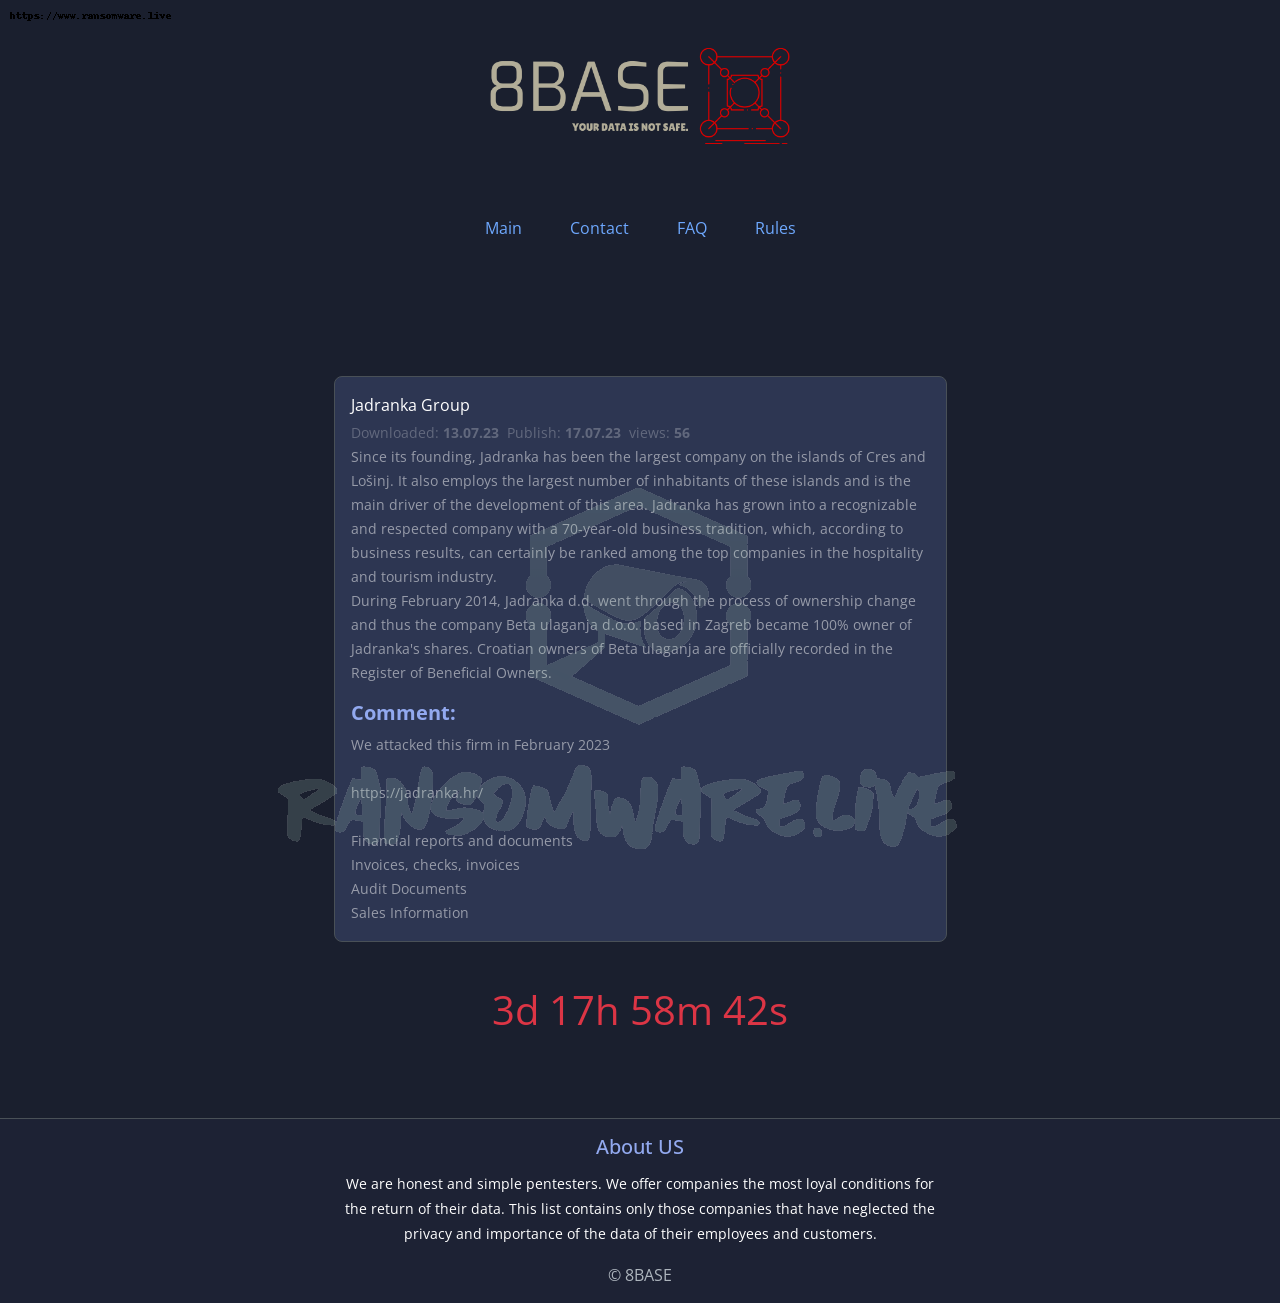 https://www.ransomware.live
8BASE
YOUR DATA IS NOT SAFE.
Main Contact FAQ Rules
Jadranka Group
Downloaded: 13.07.23 Publish: 17.07.23 views: 56
Since its founding, Jadranka has been the largest company on the islands of Cres and
Lošinj. It also employs the largest number of inhabitants of these islands and is the
main driver of the development of this area. Jadranka has grown into a recognizable
and respected company with a 70-year-old business tradition, which, according to
business results, can certainly be ranked among the top companies in the hospitality
and tourism industry.
During February 2014, Jadranka d.d. went through the process of ownership change
and thus the company Beta ulaganja d.o.o. based in Zagreb became 100% owner of
Jadranka's shares. Croatian owners of Beta ulaganja are officially recorded in the
Register of Beneficial Owners.
Comment:
We attacked this firm in February 2023
https://jadranka.hr/
RANSOMWARE.LIVE
Financial reports and documents
Invoices, checks, invoices
Audit Documents
Sales Information
3d 17h 58m 42s
About US
We are honest and simple pentesters. We offer companies the most loyal conditions for
the return of their data. This list contains only those companies that have neglected the
privacy and importance of the data of their employees and customers.
© 8BASE